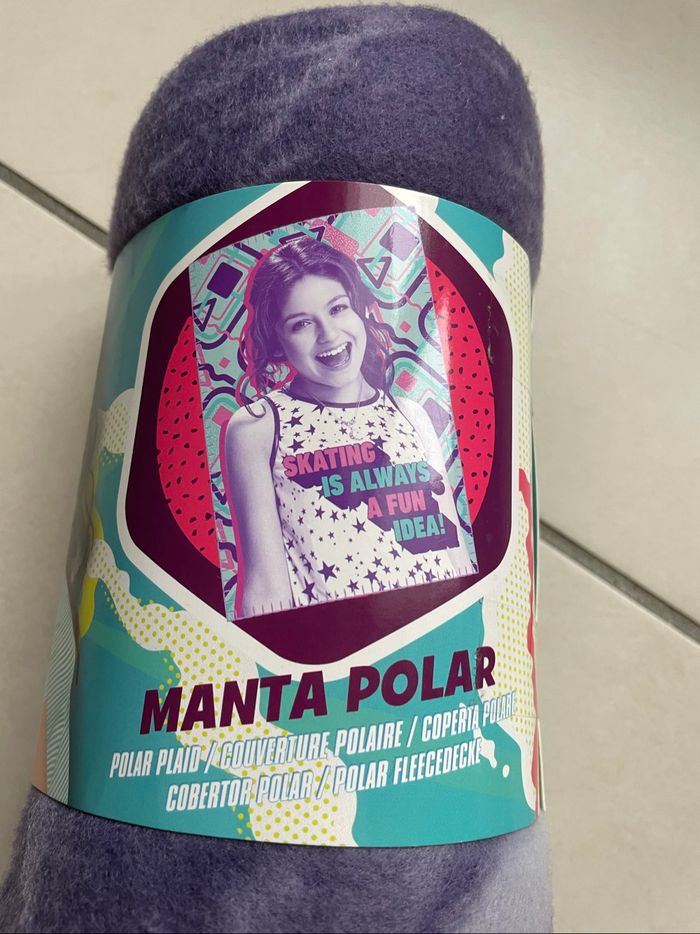 SKATING
IS ALWAYS
A FUN
IDEA!
MANTA POLAR
POLAR PLAID / COUVERTURE POLAIRE / COPERTA POLARE
COBERTOR POLAR / POLAR FLEECEDECKE